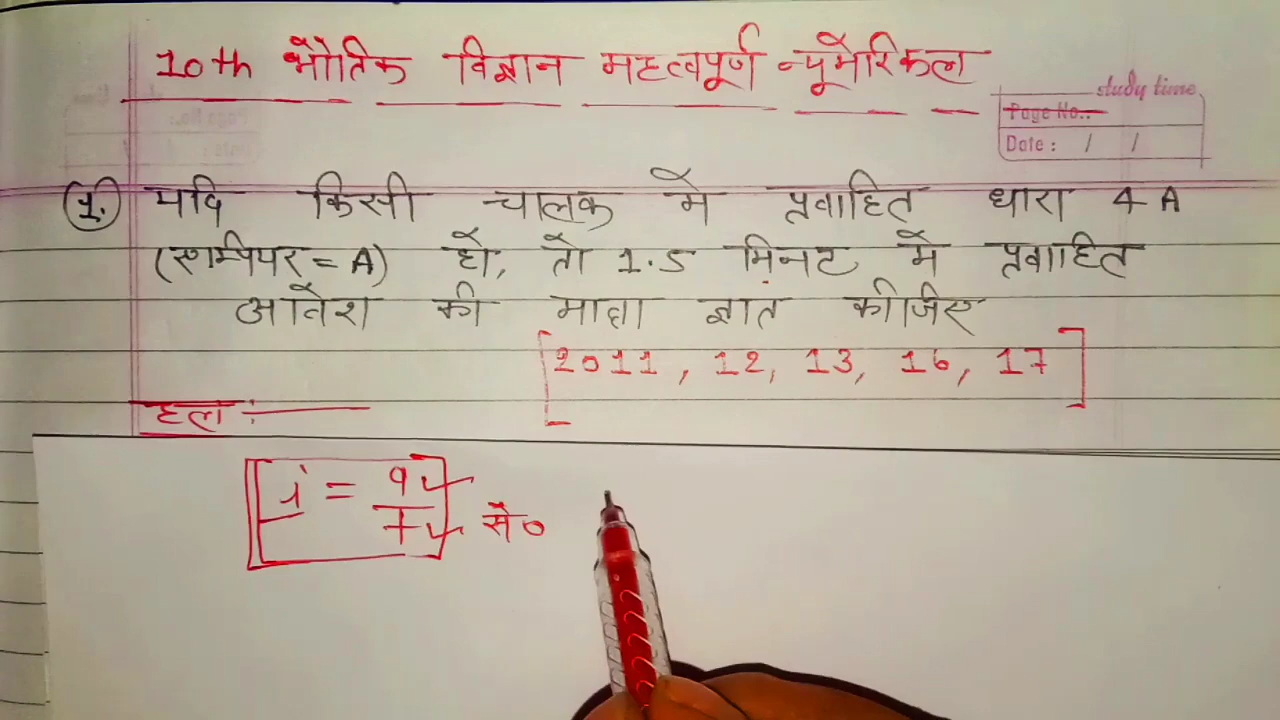 10th भौतिक विज्ञान महत्वपूर्ण न्यूमेरिकल
study time
Page No.:
Date : / /
1. यदि किसी चालक मे प्रवाहित धारा 4 A
(एम्पियर = A) हो, तो 1.5 मिनट मे प्रवाहित
आवेश की मात्रा ज्ञात कीजिए
[2011, 12, 13, 16, 17]
हल :
i = q/t से०